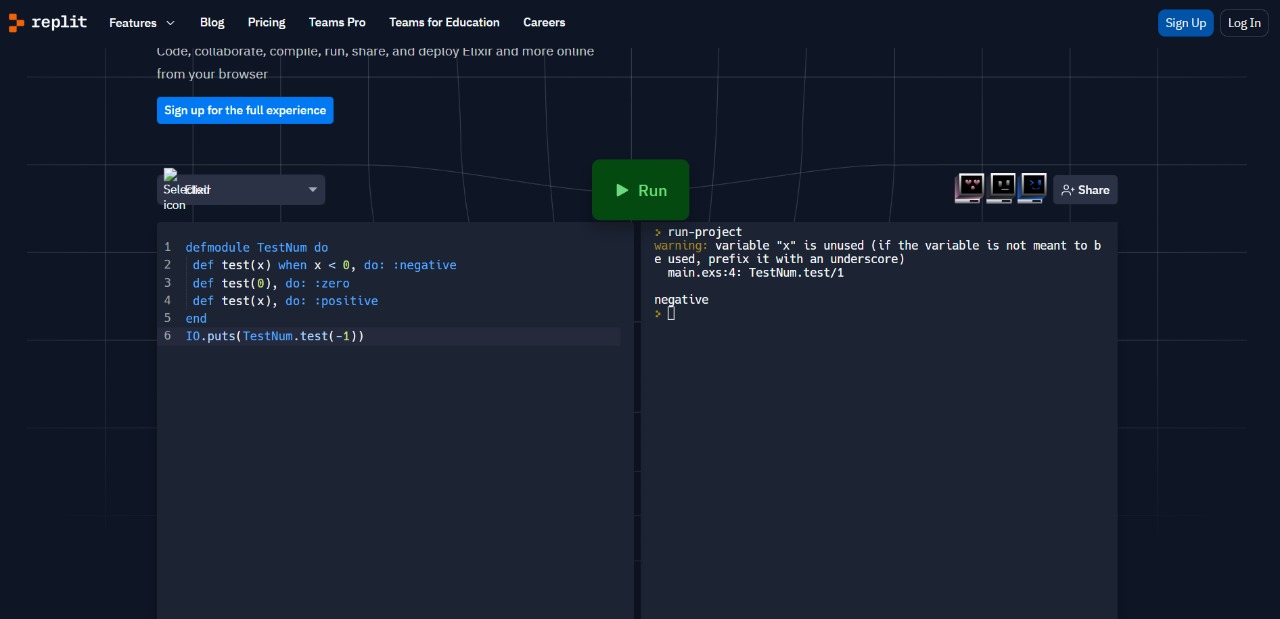 replit Features Blog Pricing Teams Pro Teams for Education Careers Sign Up Log In
Code, collaborate, compile, run, share, and deploy Elixir and more online
from your browser
Sign up for the full experience
Selected
icon
Elixir
Run
Share
1 defmodule TestNum do
2 def test(x) when x < 0, do: :negative
3 def test(0), do: :zero
4 def test(x), do: :positive
5 end
6 IO.puts(TestNum.test(-1))
> run-project
warning: variable "x" is unused (if the variable is not meant to b
e used, prefix it with an underscore)
main.exs:4: TestNum.test/1
negative
>